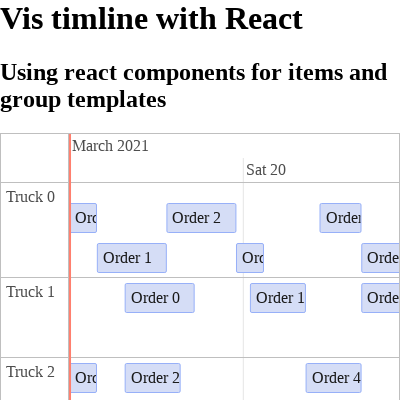 Vis timline with React
Using react components for items and
group templates
March 2021
Sat 20
Truck 0
Order 2
Order 1
Truck 1
Order 0
Order 1
Truck 2
Order 2
Order 4